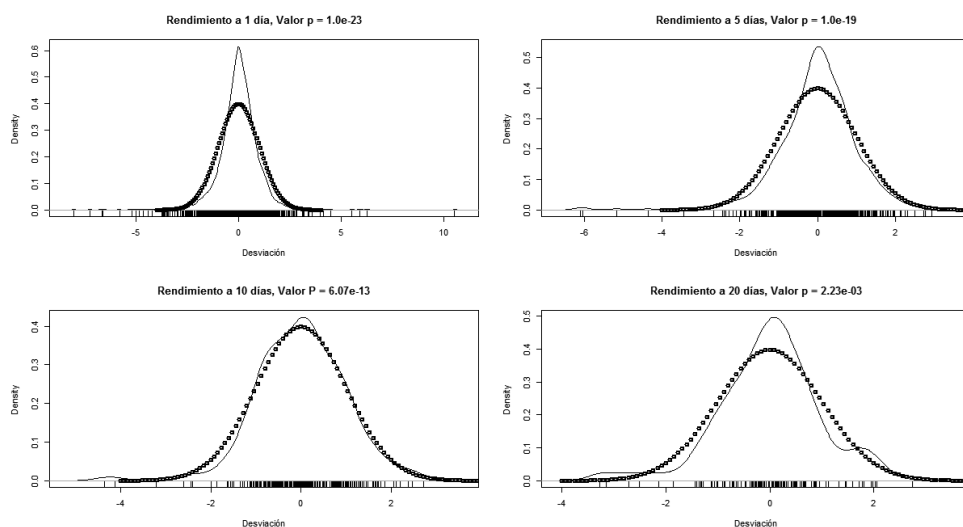 Rendimiento a 1 día, Valor p = 1.0e-23
Density
0.0 0.1 0.2 0.3 0.4 0.5 0.6
-5 0 5 10
Desviación
Rendimiento a 5 días, Valor p = 1.0e-19
Density
0.0 0.1 0.2 0.3 0.4 0.5
-6 -4 -2 0 2
Desviación
Rendimiento a 10 días, Valor P = 6.07e-13
Density
0.0 0.1 0.2 0.3 0.4
-4 -2 0 2
Desviación
Rendimiento a 20 días, Valor p = 2.23e-03
Density
0.0 0.1 0.2 0.3 0.4 0.5
-4 -3 -2 -1 0 1 2 3
Desviación